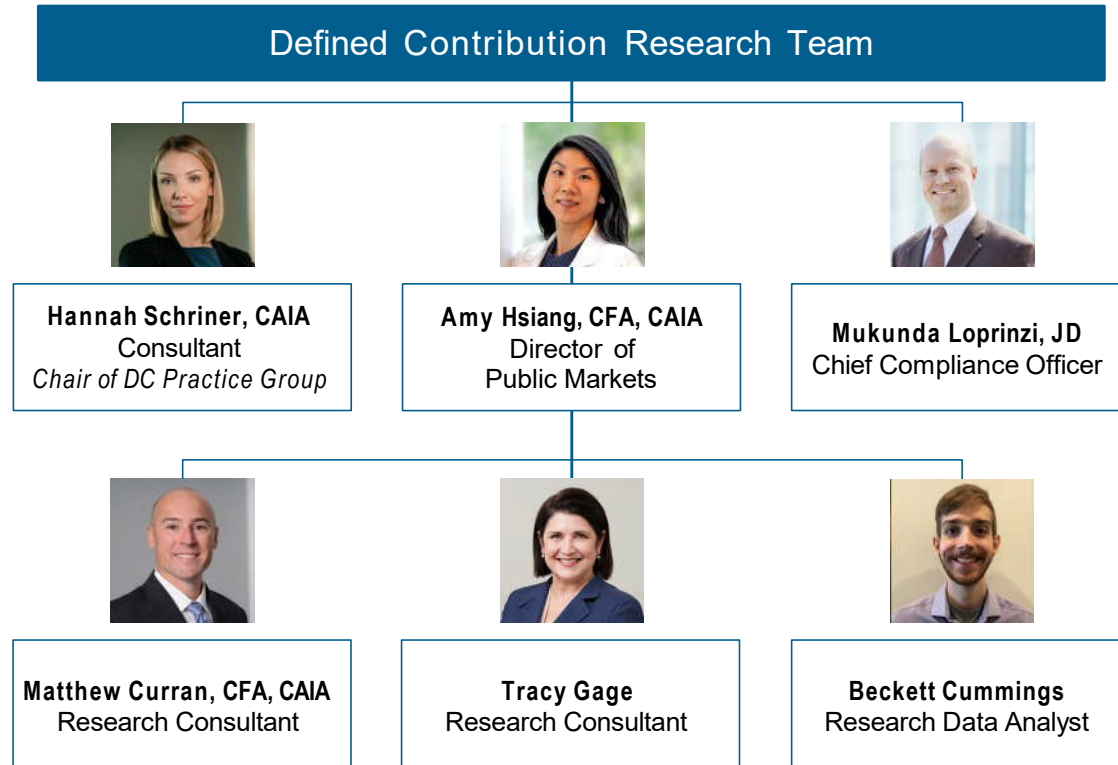 Defined Contribution Research Team
Hannah Schriner, CAIA
Consultant
Chair of DC Practice Group
Amy Hsiang, CFA, CAIA
Director of
Public Markets
Mukunda Loprinzi, JD
Chief Compliance Officer
Matthew Curran, CFA, CAIA
Research Consultant
Tracy Gage
Research Consultant
Beckett Cummings
Research Data Analyst